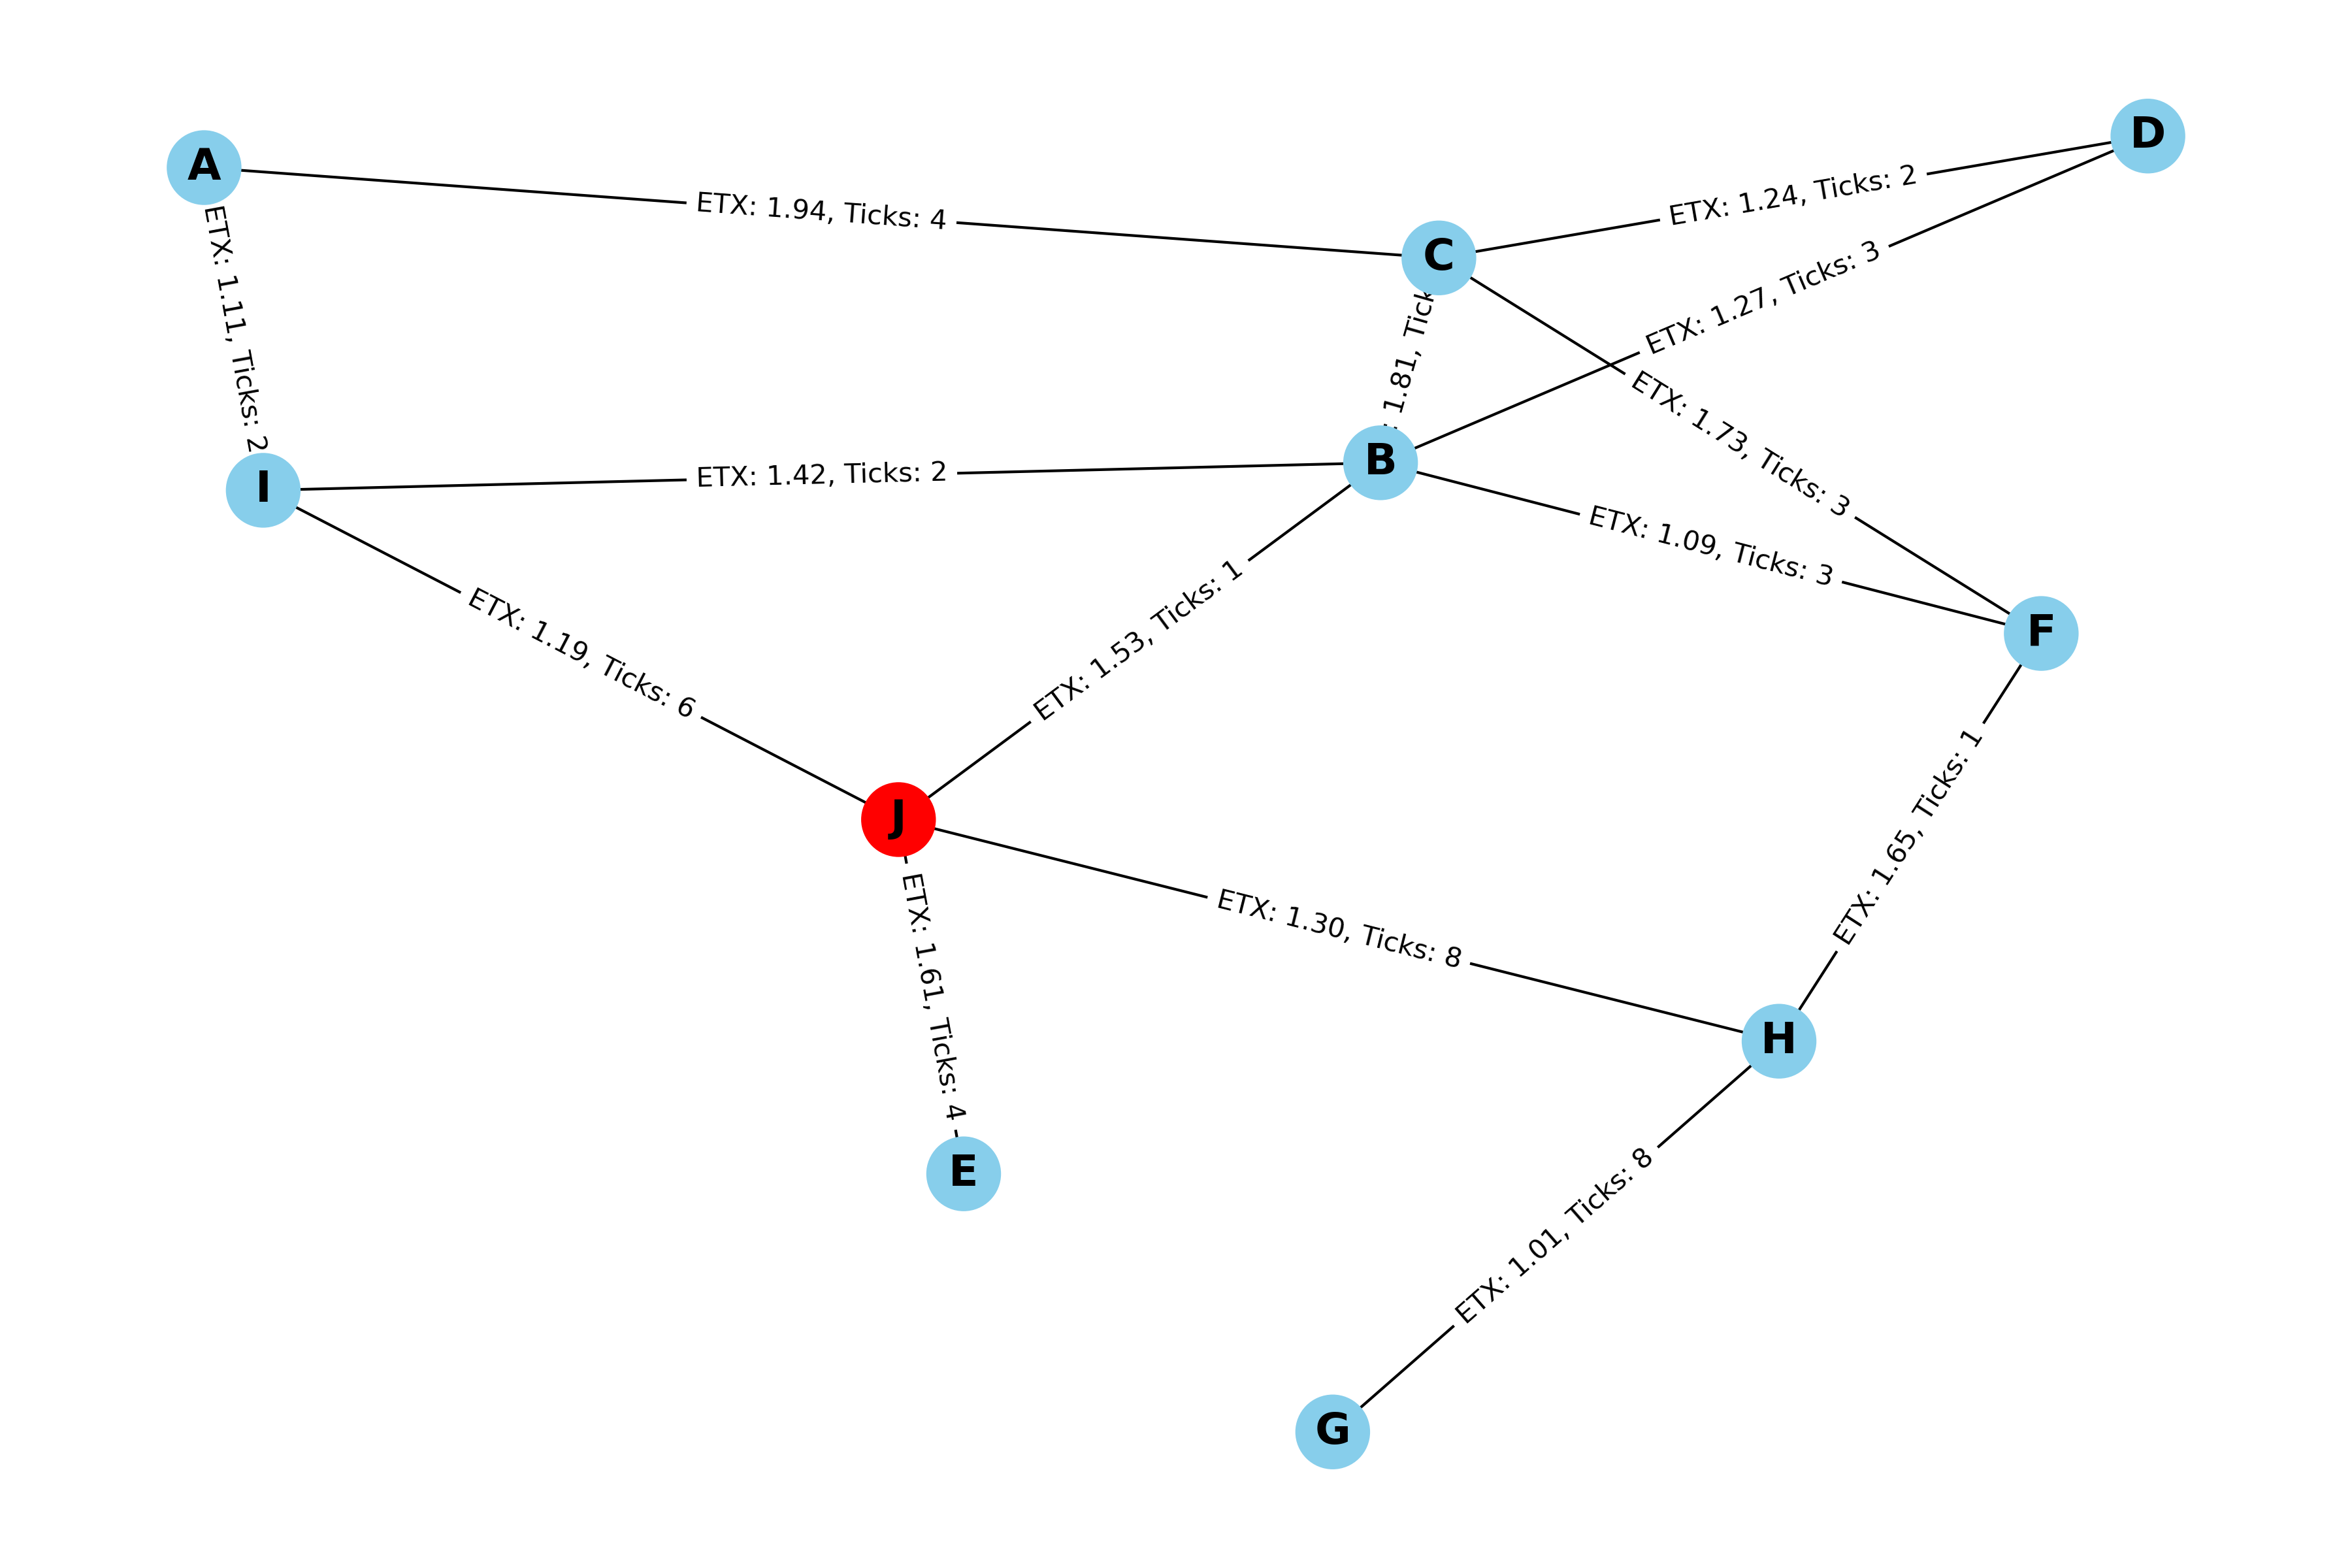 D
A
ETX: 1.24, Ticks: 2
ETX: 1.94, Ticks: 4
C
ETX: 1.27, Ticks: 3
ETX: 1.11, Ticks: 2
1.81,
ETX: 1.73, Ticks: 3
B
ETX: 1.42, Ticks: 2
I
ETX: 1.09, Ticks: 3
F
ETX: 1.53, Ticks: 1
ETX: 1.19, Ticks: 6
J
ETX: 1.65, Ticks: 1
ETX: 1.30, Ticks: 8
ETX: 1.61, Ticks: 4
H
E
ETX: 1.01, Ticks: 8
G